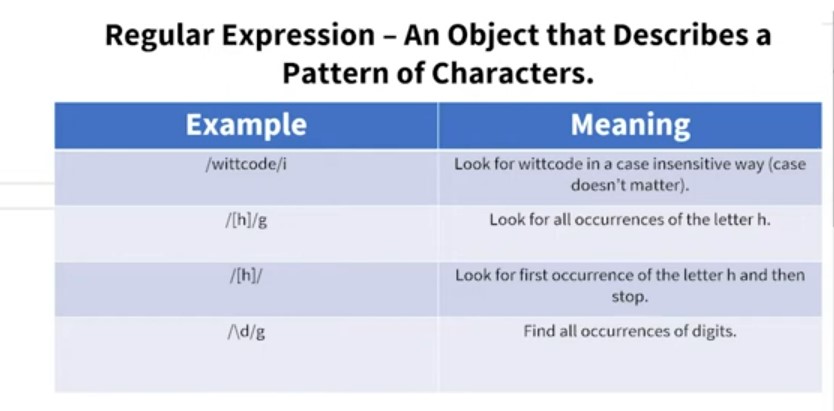 Regular Expression – An Object that Describes a
Pattern of Characters.
Example
Meaning
/wittcode/i
Look for wittcode in a case insensitive way (case
doesn't matter).
/[h]/g
Look for all occurrences of the letter h.
/[h]/
Look for first occurrence of the letter h and then
stop.
/\d/g
Find all occurrences of digits.